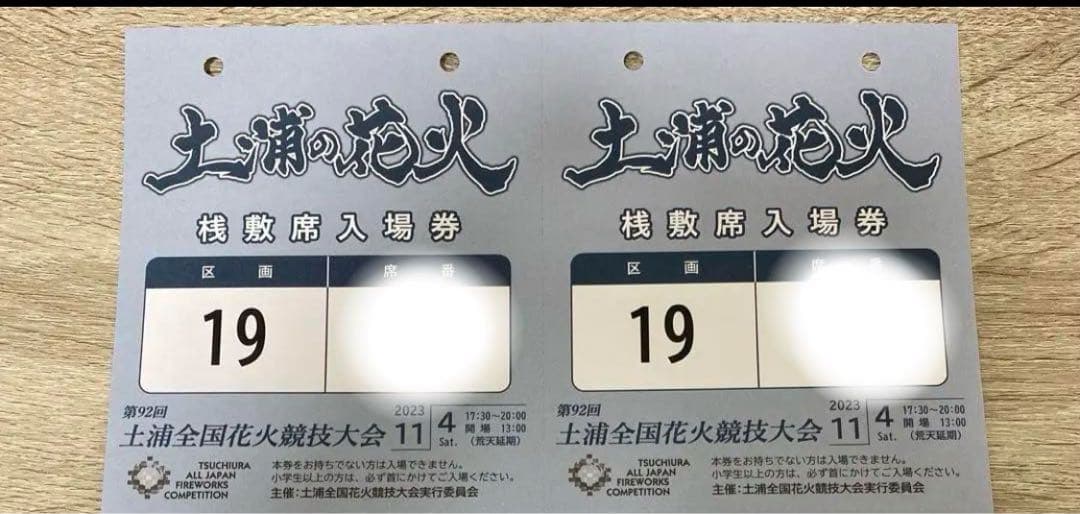 土浦の花火
桟敷席入場券
区画 席番
19
第92回
土浦全国花火競技大会
2023
11
4
Sat.
17:30～20:00
開場 13:00
（荒天延期）
TSUCHIURA
ALL JAPAN
FIREWORKS
COMPETITION
本券をお持ちでない方は入場できません。
小学生以上の方は、必ず首にかけてご入場ください。
主催：土浦全国花火競技大会実行委員会
土浦の花火
桟敷席入場券
区画 席番
19
第92回
土浦全国花火競技大会
2023
11
4
Sat.
17:30～20:00
開場 13:00
（荒天延期）
TSUCHIURA
ALL JAPAN
FIREWORKS
COMPETITION
本券をお持ちでない方は入場できません。
小学生以上の方は、必ず首にかけてご入場ください。
主催：土浦全国花火競技大会実行委員会